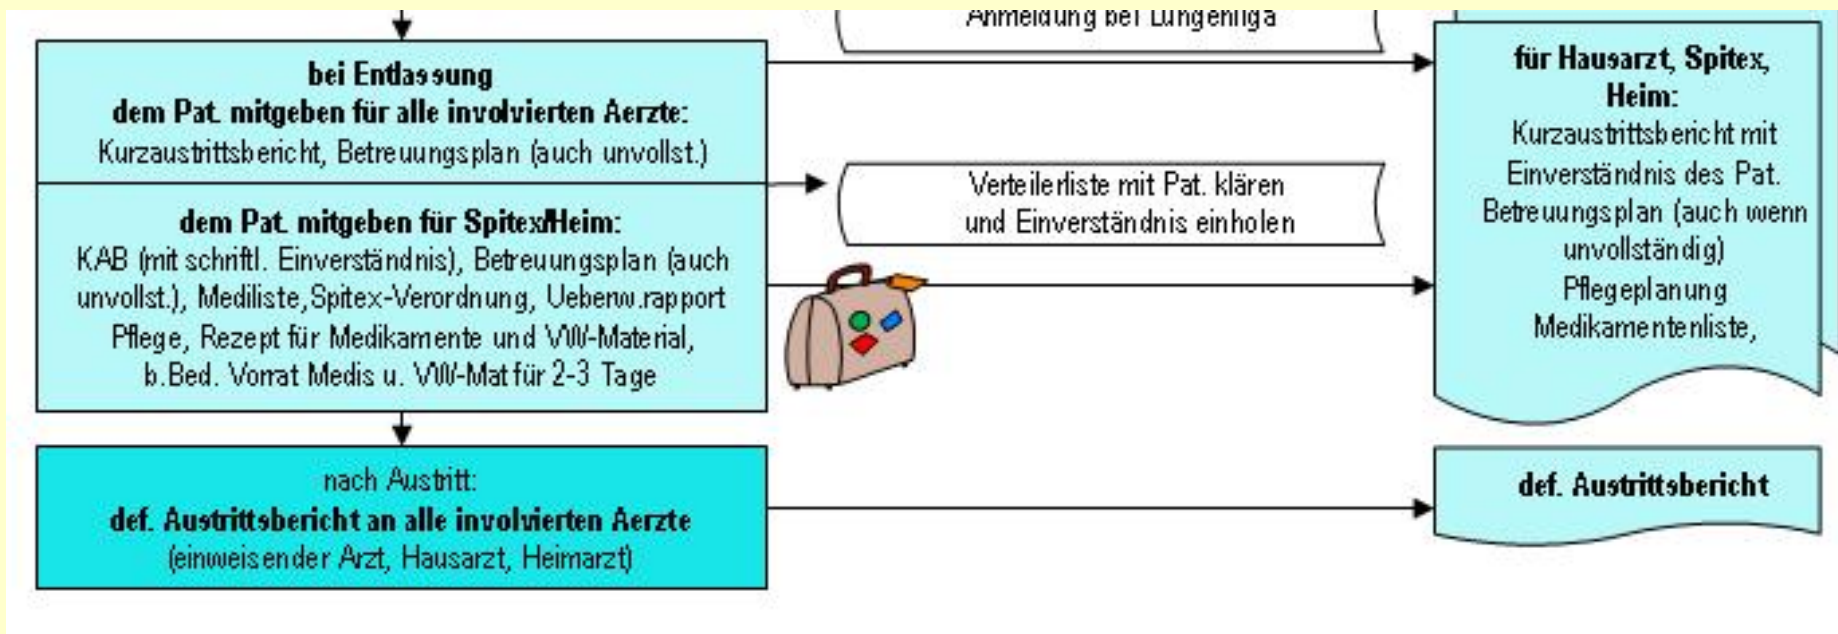 Anmeldung bei Lungenliga
bei Entlassung
dem Pat. mitgeben für alle involvierten Aerzte:
Kurzaustrittsbericht, Betreuungsplan (auch unvollst.)
dem Pat. mitgeben für Spitex/Heim:
KAB (mit schriftl. Einverständnis), Betreuungsplan (auch
unvollst.), Mediliste,Spitex-Verordnung, Ueberw.rapport
Pflege, Rezept für Medikamente und VW-Material,
b.Bed. Vorrat Medis u. VW-Mat für 2-3 Tage
Verteilerliste mit Pat. klären
und Einverständnis einholen
für Hausarzt, Spitex,
Heim:
Kurzaustrittsbericht mit
Einverständnis des Pat.
Betreuungsplan (auch wenn
unvollständig)
Pflegeplanung
Medikamentenliste,
nach Austritt:
def. Austrittsbericht an alle involvierten Aerzte
(einweisender Arzt, Hausarzt, Heimarzt)
def. Austrittsbericht